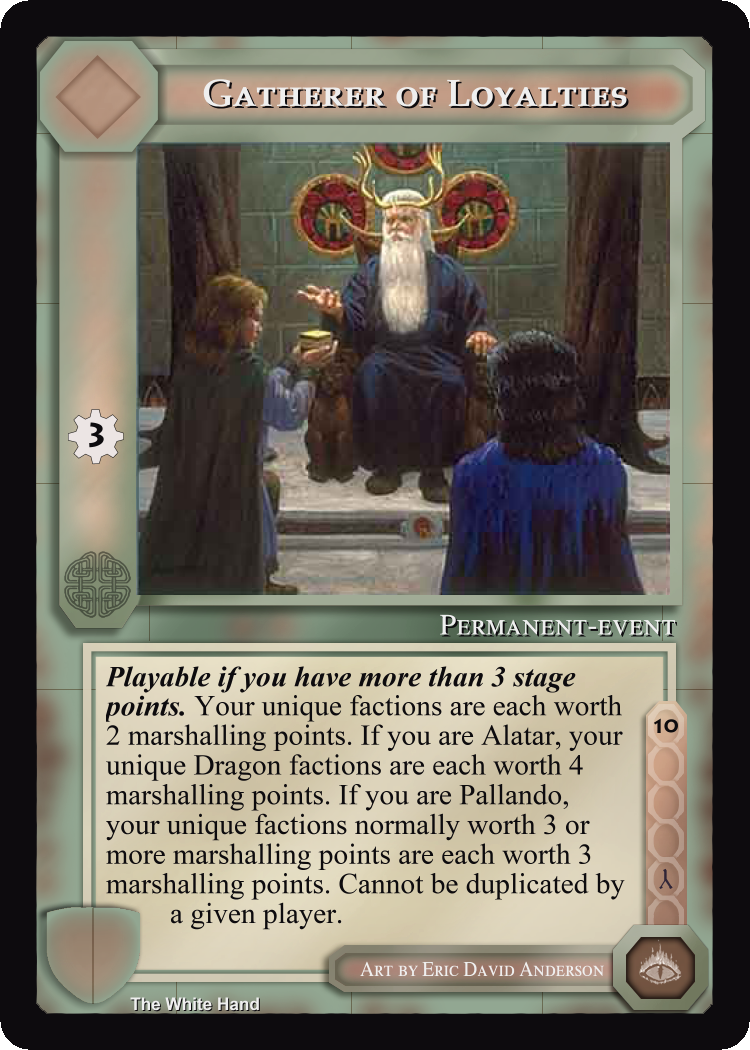 Gatherer of Loyalties
3
Permanent-event
Playable if you have more than 3 stage
points. Your unique factions are each worth
2 marshalling points. If you are Alatar, your
unique Dragon factions are each worth 4
marshalling points. If you are Pallando,
your unique factions normally worth 3 or
more marshalling points are each worth 3
marshalling points. Cannot be duplicated by
a given player.
10
Art by Eric David Anderson
The White Hand